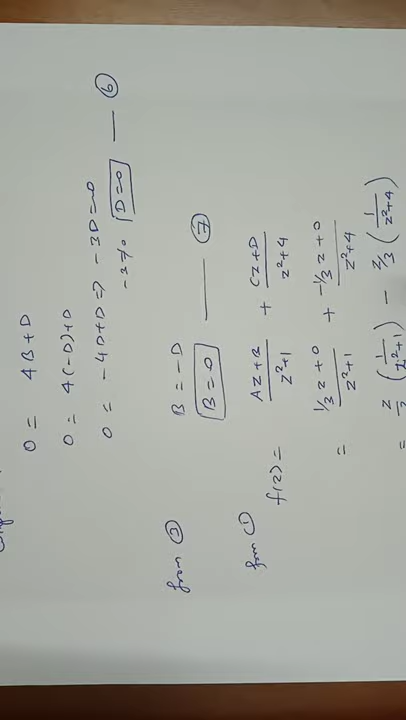 0 = 4B + D
0 = 4(-D) + D
0 = -4D + D => -3D = 0
-3 ≠ 0 D = 0 —— 6
from B = -D
B = 0 —— 7
from 1
f(z) = Az + B / z² + 1 + Cz + D / z² + 4
= 1/3 z + 0 / z² + 1 + -1/3 z + 0 / z² + 4
= z ( 1 / z² + 1 ) - z/3 ( 1 / z² + 4 )